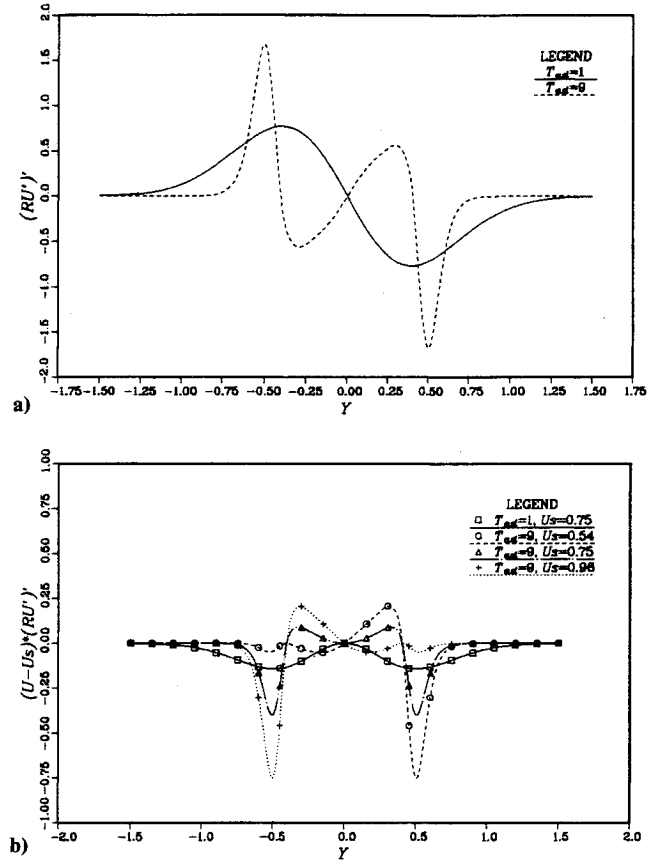 2.0
1.5
1.0
0.5
0.0
-0.5
-1.0
-1.5
-2.0
(RU')'
LEGEND
T_ad=1
T_ad=9
-1.75 -1.50 -1.25 -1.00 -0.75 -0.50 -0.25 0.00 0.25 0.50 0.75 1.00 1.25 1.50 1.75
Y
a)
1.00
0.75
0.50
0.25
0.00
-0.25
-0.50
-0.75
-1.00
(U-Us)*(RU')'
LEGEND
T_ad=1, Us=0.75
T_ad=9, Us=0.54
T_ad=9, Us=0.75
T_ad=9, Us=0.96
-2.0 -1.5 -1.0 -0.5 0.0 0.5 1.0 1.5 2.0
Y
b)